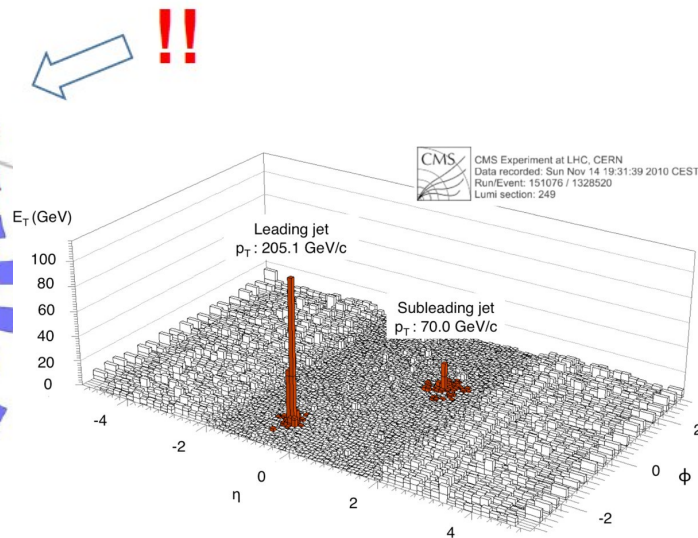 !!
CMS
CMS Experiment at LHC, CERN
Data recorded: Sun Nov 14 19:31:39 2010 CEST
Run/Event: 151076 / 1328520
Lumi section: 249
E_T (GeV)
Leading jet
p_T : 205.1 GeV/c
Subleading jet
p_T : 70.0 GeV/c
100
80
60
40
20
0
-4
-2
0
2
4
η
-2
0
2
ϕ